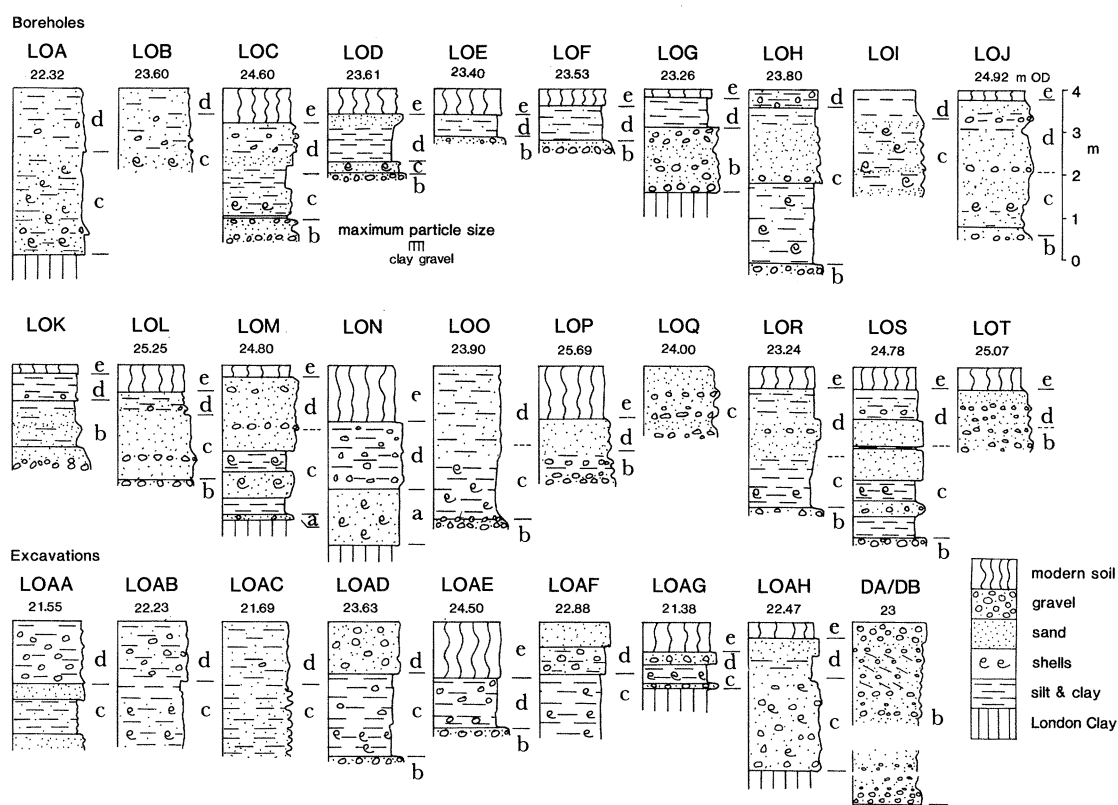 Boreholes
LOA LOB LOC LOD LOE LOF LOG LOH LOI LOJ
22.32 23.60 24.60 23.61 23.40 23.53 23.26 23.80 24.92 m OD
d c
d c
e d c b
e d c b
e d b
e d b
e d b
d c b
d c
e d c b
4
3
m
2
1
0
maximum particle size
clay gravel
LOK LOL LOM LON LOO LOP LOQ LOR LOS LOT
25.25 24.80 23.90 25.69 24.00 23.24 24.78 25.07
e d b
e d c b
e d c a
e d a
d c b
e d b
c
e d c b
e d c b
e d b
Excavations
LOAA LOAB LOAC LOAD LOAE LOAF LOAG LOAH DA/DB
21.55 22.23 21.69 23.63 24.50 22.88 21.38 22.47 23
d c
d c
d c
d c b
e d b
d c
e d c
e d c
b
modern soil
gravel
sand
shells
silt & clay
London Clay